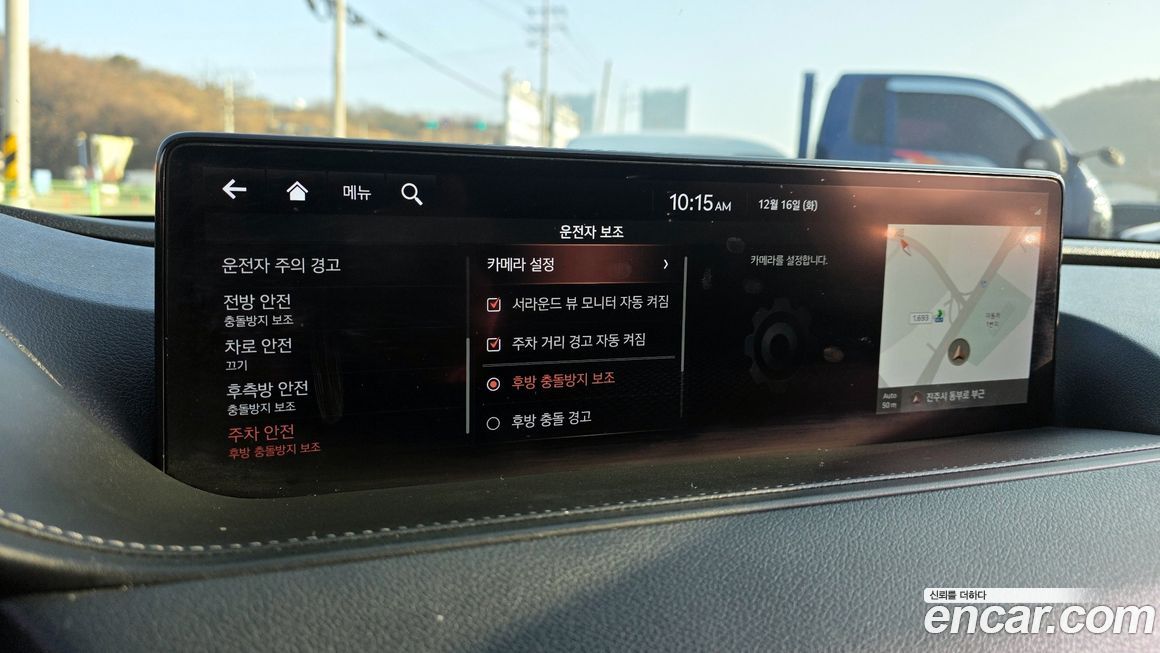 메뉴
10:15 AM
12월 16일 (화)
운전자 보조
운전자 주의 경고
전방 안전
충돌방지 보조
차로 안전
끄기
후측방 안전
충돌방지 보조
주차 안전
후방 충돌방지 보조
카메라 설정
서라운드 뷰 모니터 자동 켜짐
주차 거리 경고 자동 켜짐
후방 충돌방지 보조
후방 충돌 경고
카메라를 설정합니다.
1,693
Auto
50 m
진주시 동부로 부근
신뢰를 더하다
encar.com